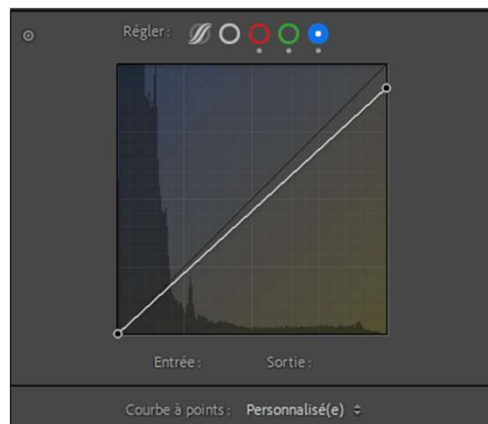 Régler :
Entrée : Sortie :
Courbe à points : Personnalisé(e)